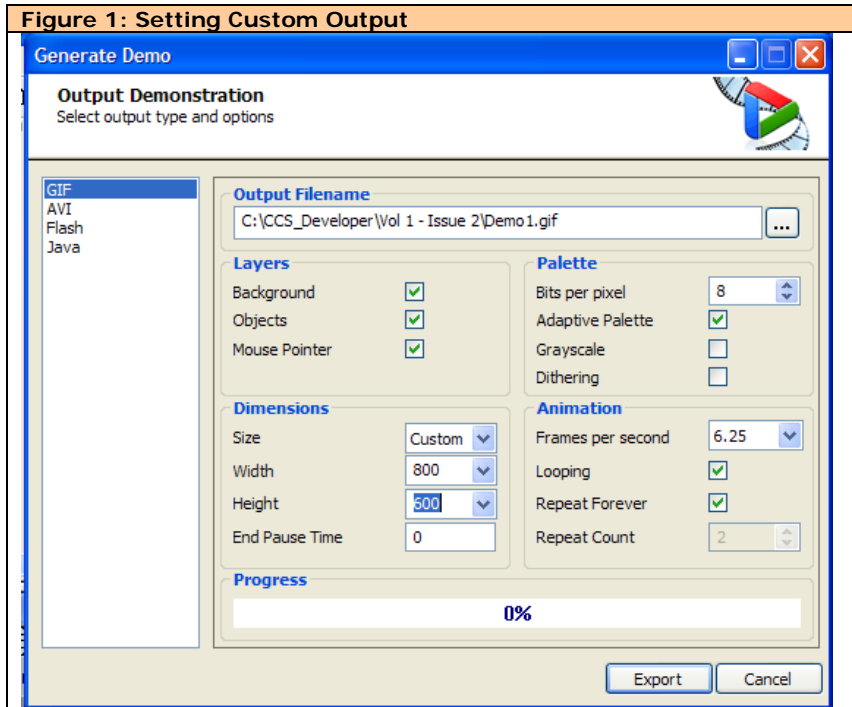 Figure 1: Setting Custom Output
Generate Demo
Output Demonstration
Select output type and options
GIF
AVI
Flash
Java
Output Filename
C:\CCS_Developer\Vol 1 - Issue 2\Demo1.gif
...
Layers
Background
Objects
Mouse Pointer
Palette
Bits per pixel 8
Adaptive Palette
Grayscale
Dithering
Dimensions
Size Custom
Width 800
Height 600
End Pause Time 0
Animation
Frames per second 6.25
Looping
Repeat Forever
Repeat Count 2
Progress
0%
Export Cancel